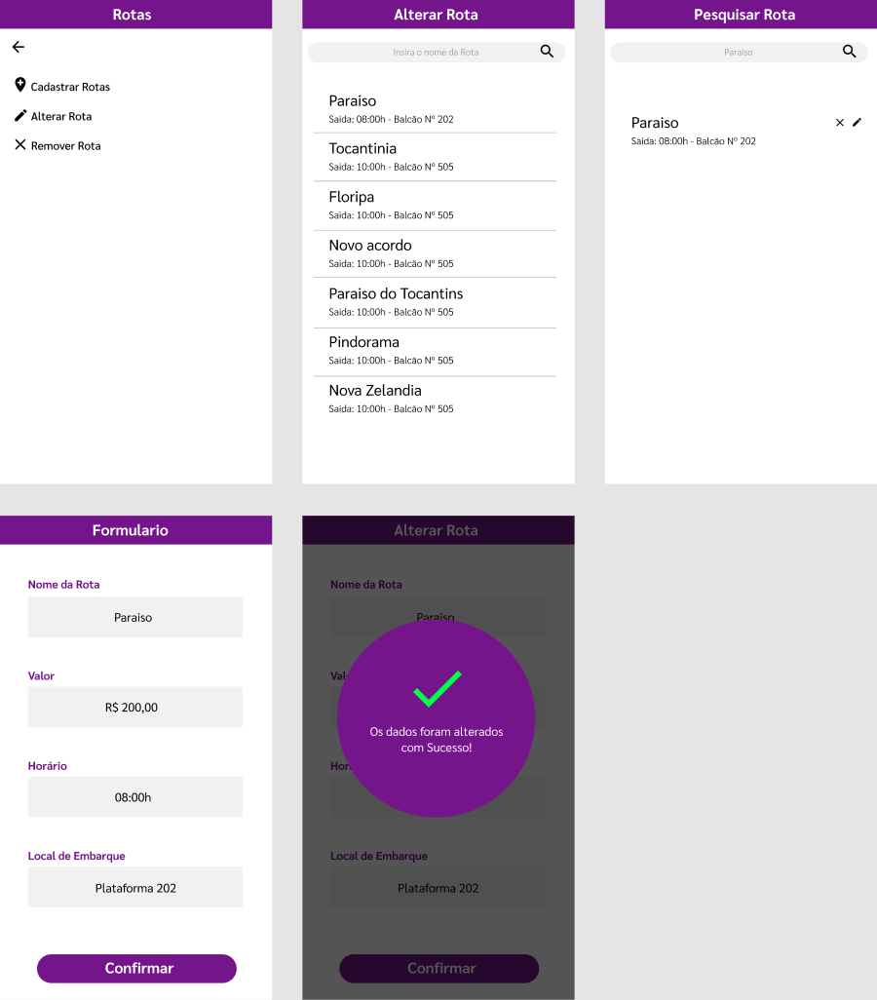 Rotas
Cadastrar Rotas
Alterar Rota
Remover Rota
Alterar Rota
Insira o nome da Rota
Paraiso
Saida: 08:00h - Balcão Nº 202
Tocantinia
Saida: 10:00h - Balcão Nº 505
Floripa
Saida: 10:00h - Balcão Nº 505
Novo acordo
Saida: 10:00h - Balcão Nº 505
Paraiso do Tocantins
Saida: 10:00h - Balcão Nº 505
Pindorama
Saida: 10:00h - Balcão Nº 505
Nova Zelandia
Saida: 10:00h - Balcão Nº 505
Pesquisar Rota
Paraiso
Paraiso
Saida: 08:00h - Balcão Nº 202
Formulario
Nome da Rota
Paraiso
Valor
R$ 200,00
Horário
08:00h
Local de Embarque
Plataforma 202
Confirmar
Alterar Rota
Nome da Rota
Paraiso
Val
Os dados foram alterados
com Sucesso!
Hor
Local de Embarque
Plataforma 202
Confirmar